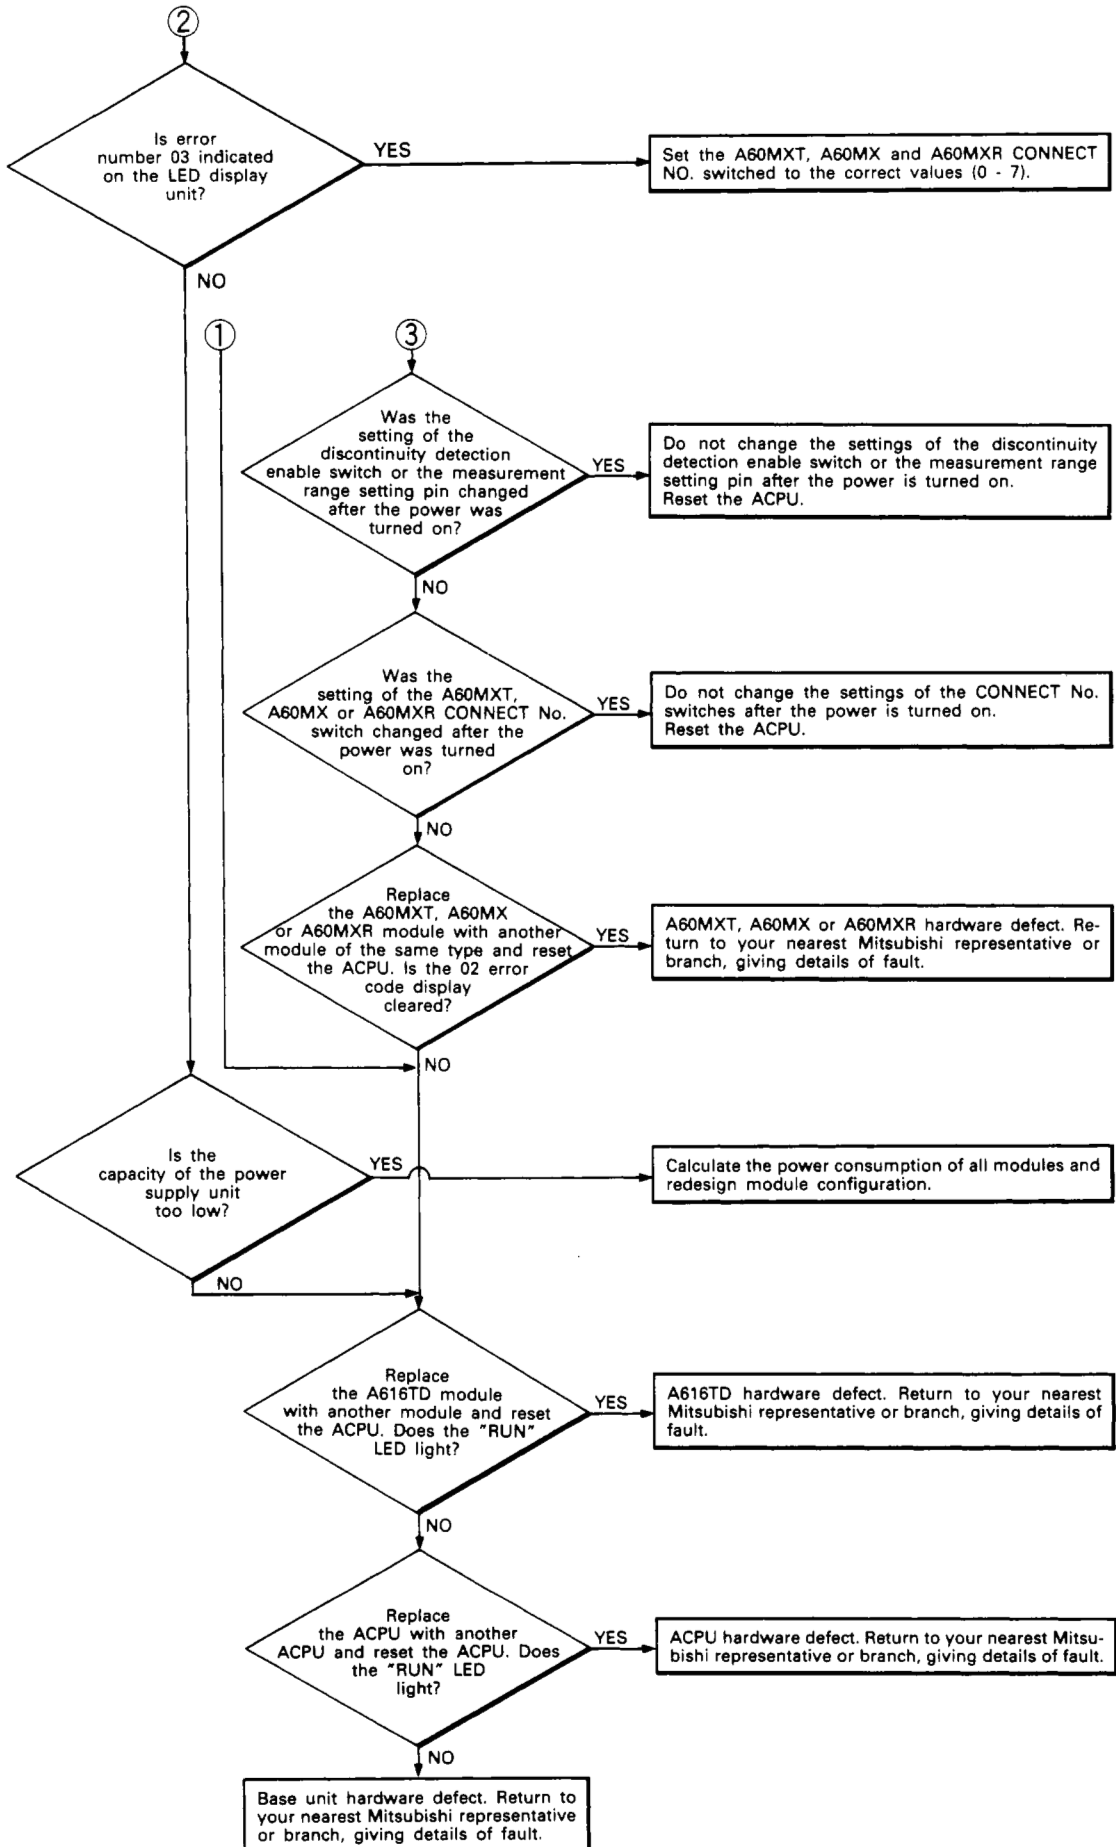 ②
Is error
number 03 indicated
on the LED display
unit?
YES
Set the A60MXT, A60MX and A60MXR CONNECT
NO. switched to the correct values (0 - 7).
NO
①
③
Was the
setting of the
discontinuity detection
enable switch or the measurement
range setting pin changed
after the power was
turned on?
YES
Do not change the settings of the discontinuity
detection enable switch or the measurement range
setting pin after the power is turned on.
Reset the ACPU.
NO
Was the
setting of the A60MXT,
A60MX or A60MXR CONNECT No.
switch changed after the
power was turned
on?
YES
Do not change the settings of the CONNECT No.
switches after the power is turned on.
Reset the ACPU.
NO
Replace
the A60MXT, A60MX
or A60MXR module with another
module of the same type and reset
the ACPU. Is the 02 error
code display
cleared?
YES
A60MXT, A60MX or A60MXR hardware defect. Re-
turn to your nearest Mitsubishi representative or
branch, giving details of fault.
NO
Is the
capacity of the power
supply unit
too low?
YES
Calculate the power consumption of all modules and
redesign module configuration.
NO
Replace
the A616TD module
with another module and reset
the ACPU. Does the "RUN"
LED light?
YES
A616TD hardware defect. Return to your nearest
Mitsubishi representative or branch, giving details of
fault.
NO
Replace
the ACPU with another
ACPU and reset the ACPU. Does
the "RUN" LED
light?
YES
ACPU hardware defect. Return to your nearest Mitsu-
bishi representative or branch, giving details of fault.
NO
Base unit hardware defect. Return to
your nearest Mitsubishi representative
or branch, giving details of fault.